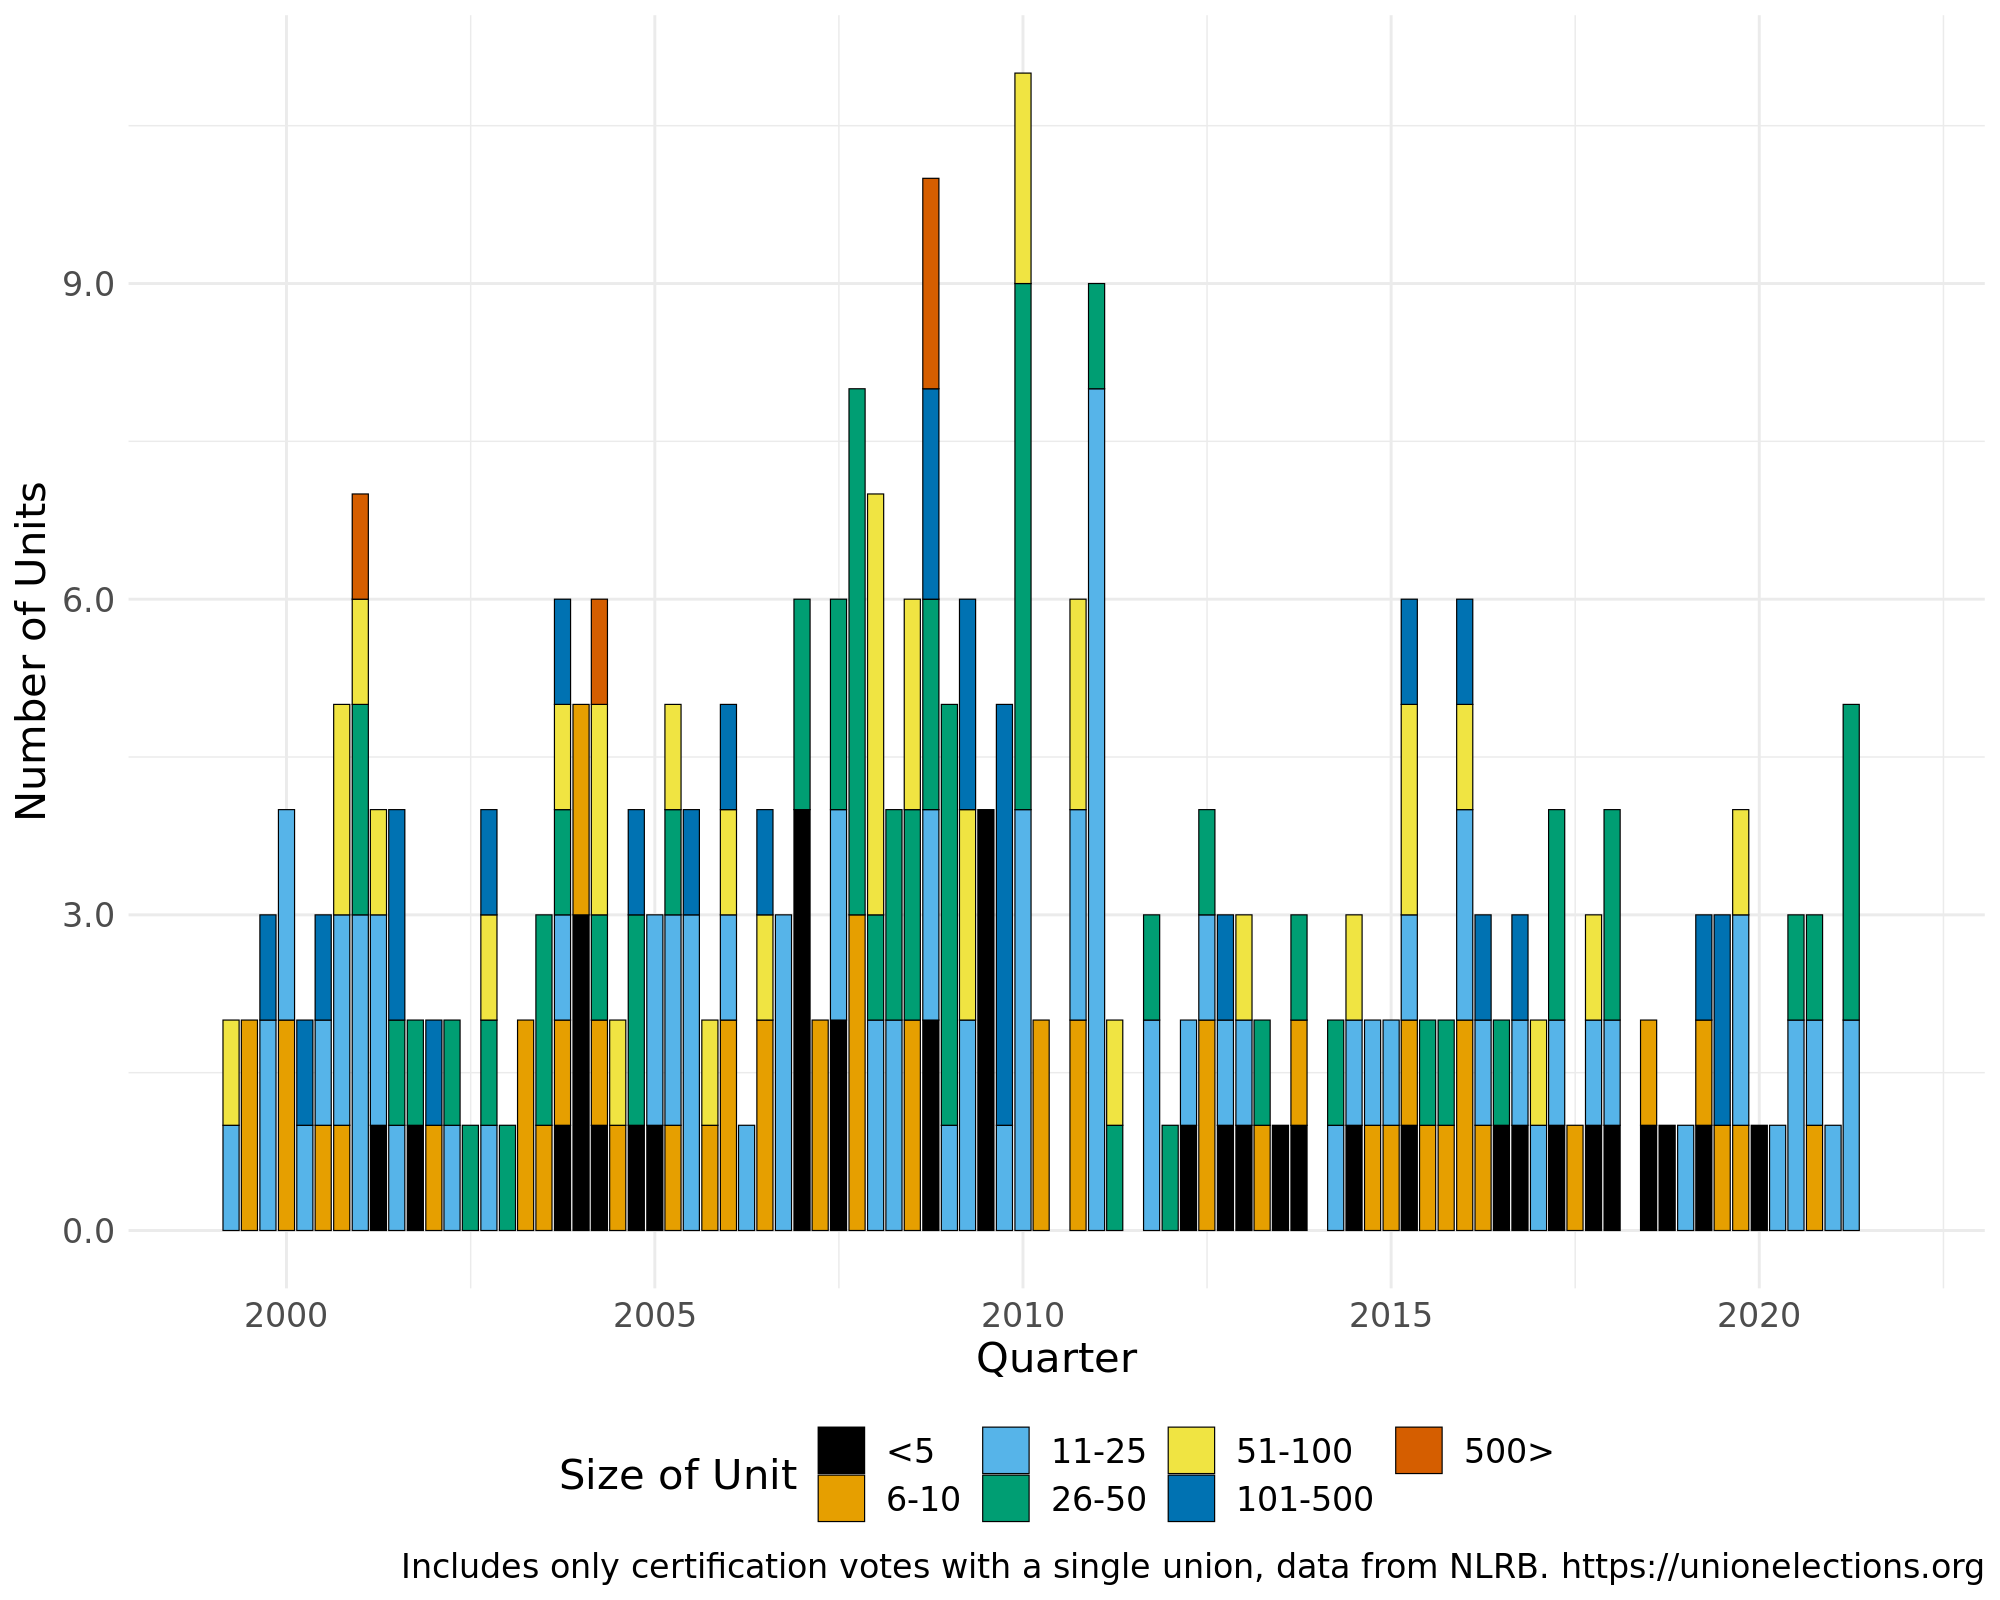 9.0
6.0
3.0
0.0
Number of Units
2000 2005 2010 2015 2020
Quarter
Size of Unit
<5 11-25 51-100 500>
6-10 26-50 101-500
Includes only certification votes with a single union, data from NLRB. https://unionelections.org